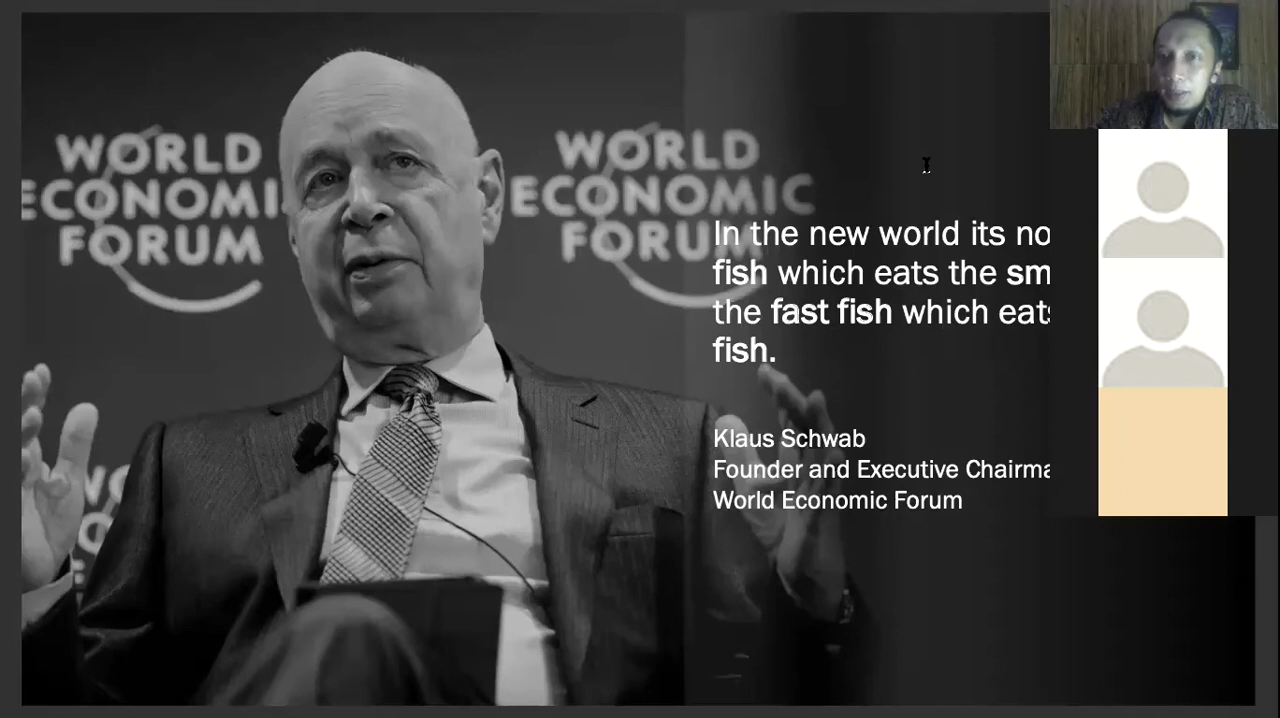 WORLD
ECONOMIC
FORUM
WORLD
ECONOMIC
FORUM
In the new world its no
fish which eats the sm
the fast fish which eats
fish.
Klaus Schwab
Founder and Executive Chairma
World Economic Forum